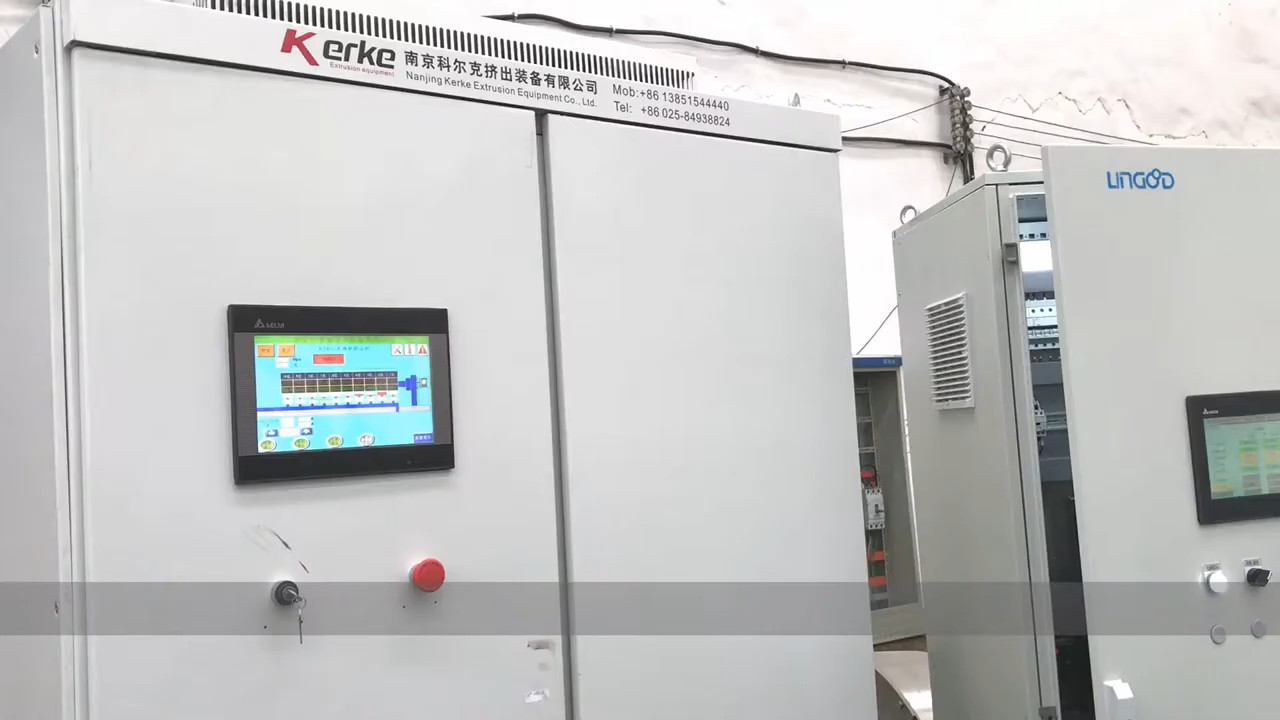 Kerke
Extrusion equipment
南京科尔克挤出装备有限公司
Nanjing Kerke Extrusion Equipment Co., Ltd.
Mob:+86 13851544440
Tel: +86 025-84938824
LINGOD